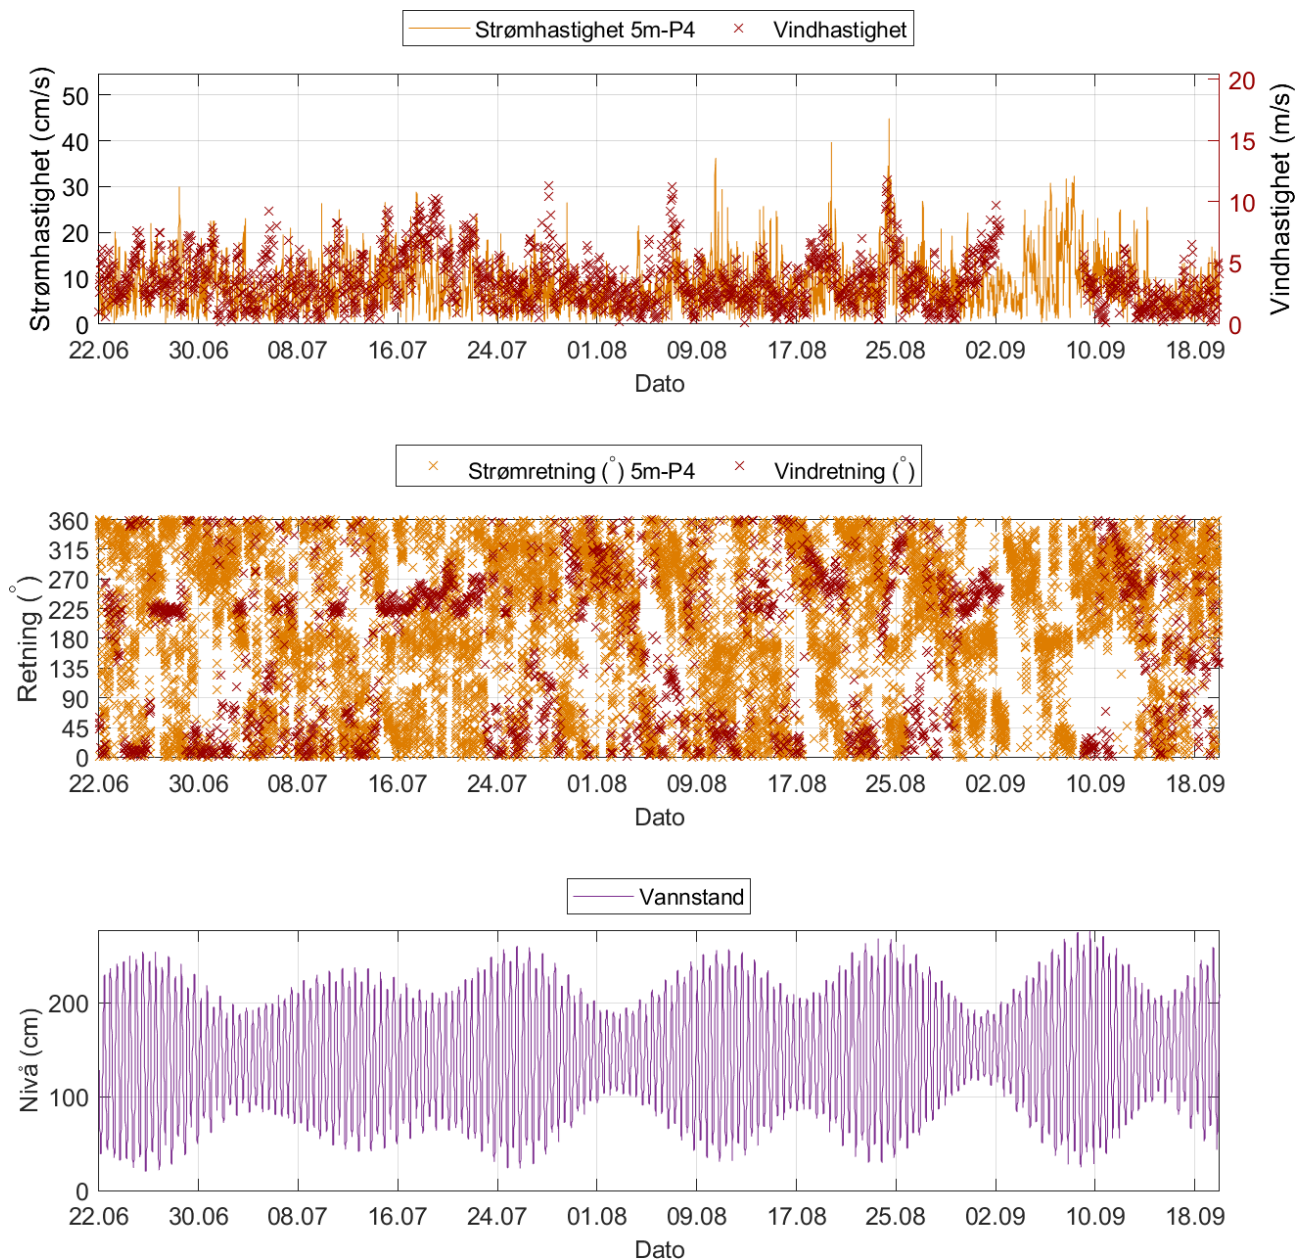 Strømhastighet 5m-P4 Vindhastighet
50
40
30
20
10
0
Strømhastighet (cm/s)
20
15
10
5
0
Vindhastighet (m/s)
22.06 30.06 08.07 16.07 24.07 01.08 09.08 17.08 25.08 02.09 10.09 18.09
Dato
Strømretning (°) 5m-P4 Vindretning (°)
360
315
270
225
180
135
90
45
0
Retning (°)
22.06 30.06 08.07 16.07 24.07 01.08 09.08 17.08 25.08 02.09 10.09 18.09
Dato
Vannstand
200
100
0
Nivå (cm)
22.06 30.06 08.07 16.07 24.07 01.08 09.08 17.08 25.08 02.09 10.09 18.09
Dato